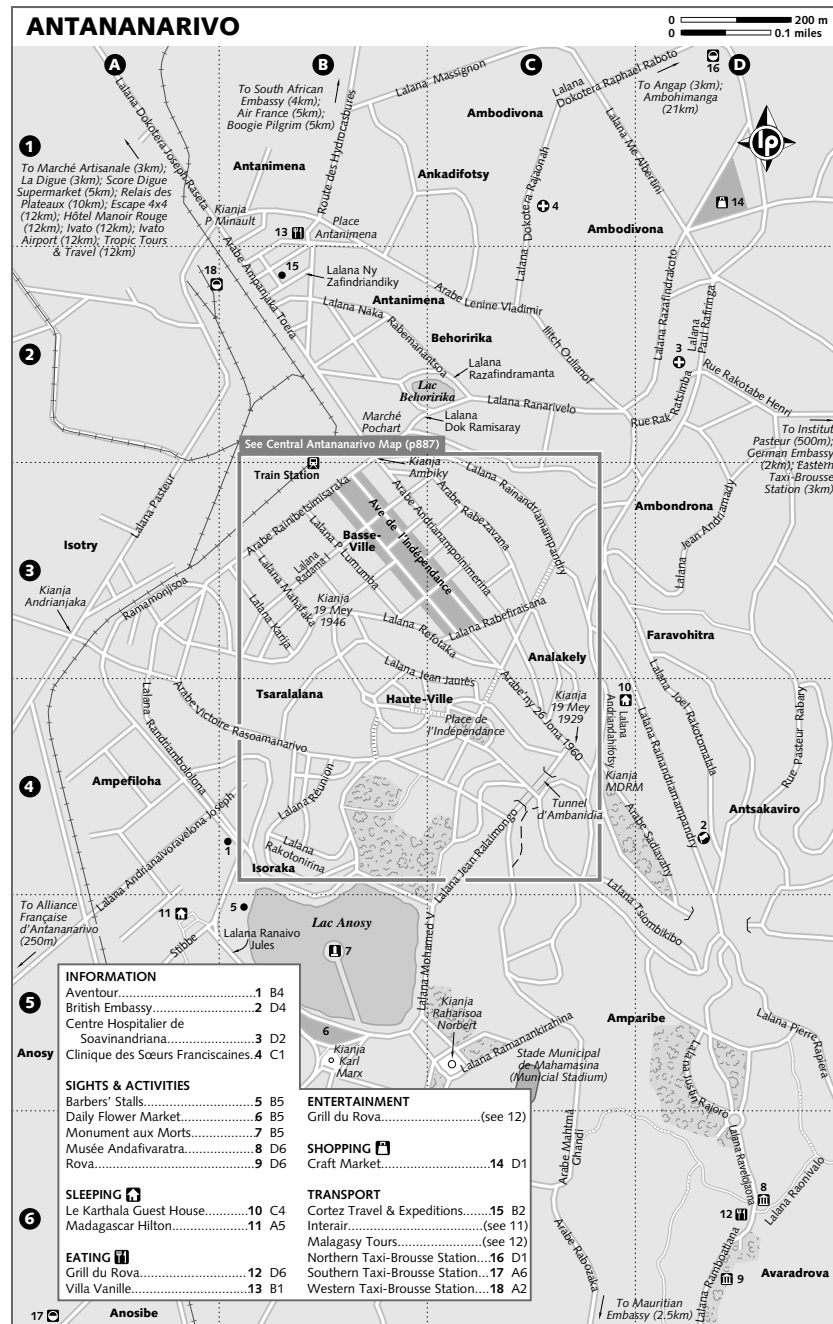 ANTANANARIVO
0 200 m
0 0.1 miles
A
B
C
D
16
To South African
Embassy (4km);
Air France (5km);
Boogie Pilgrim (5km)
Lalana Massignon
Lalana
Dokotera Raphael Raboto
To Angap (3km);
Ambohimanga
(21km)
lp
Lalana Dokotera Joseph Raseta
Route des Hydrocasbures
Ambodivona
Lalana Me Albertini
1
To Marché Artisanale (3km);
La Digue (3km); Score Digue
Supermarket (5km); Relais des
Plateaux (10km); Escape 4x4
(12km); Hôtel Manoir Rouge
(12km); Ivato (12km); Ivato
Airport (12km); Tropic Tours
& Travel (12km)
Antanimena
Ankadifotsy
Lalana Dokotera Rajaonah
4
14
Kianja
P Minault
13
Place
Antanimena
Ambodivona
18
15
Lalana Ny
Zafindriandiky
Arabe Ampanjaka Toera
Antanimena
Arabe Lenine Vladimir
Ilitch Oulianof
Lalana Razafindrakoto
Lalana
Paul Rafiringa
Lalana Naka Rabemanantsoa
Behoririka
2
Lalana
Razafindramanta
3
Rue Rakotabe Henri
Lac
Behoririka
Lalana Ranarivelo
Rue Rak Ratsimba
Marché
Pochart
Lalana
Dok Ramisaray
To Institut
Pasteur (500m);
German Embassy
(2km); Eastern
Taxi-Brousse
Station (3km)
See Central Antananarivo Map (p887)
Train Station
Kianja
Ambiky
Lalana Rainandriamampandry
Lalana Pasteur
Arabe Rainibetsimisaraka
Ave de l'Indépendance
Arabe Andrianampoinimerina
Arabe Rabezavana
Ambondrona
Lalana Jean Andriamady
Isotry
Basse-
Ville
Lalana P Lumumba
Lalana
Radama I
3
Kianja
Andrianjaka
Ramamonjisoa
Lalana Mahafaka
Lalana Karija
Kianja
19 Mey
1946
Lalana Refotaka
Lalana Rabefiraisana
Faravohitra
Analakely
Lalana Jean Jaurès
Tsaralalana
Haute-Ville
Arabe'ny 26 Jona 1960
Kianja
19 Mey
1929
10
Lalana
Andriandahifotsy
Lalana Joel Rakotomalala
Rue Pasteur Rabary
Place de
l'Indépendance
Arabe Victoire Rasoamanarivo
Lalana Randriambololona
Lalana Rainandriamampandry
Kianja
MDRM
4
Ampefiloha
Lalana Réunion
Tunnel
d'Ambanidia
Antsakaviro
2
Arabe Sadiavahy
Lalana Andrianaivoravelona Joseph
1
Lalana
Rakotonirina
Isoraka
Lalana Jean Ralaimongo
Lalana Tsiombikibo
To Alliance
Française
d'Antananarivo
(250m)
11
5
Stibbe
Lalana Ranaivo
Jules
Lac Anosy
7
Lalana Mohamed V
5
Anosy
6
Kianja
Karl
Marx
Kianja
Raharisoa
Norbert
Lalana Ramanankirahina
Stade Municipal
de Mahamasina
(Municial Stadium)
Amparibe
Lalana Pierre Rapiera
Lalana Justin Rajoro
INFORMATION
Aventour....................................1 B4
British Embassy.........................2 D4
Centre Hospitalier de
Soavinandriana......................3 D2
Clinique des Sœurs Franciscaines.4 C1
SIGHTS & ACTIVITIES
Barbers' Stalls............................5 B5
Daily Flower Market...................6 B5
Monument aux Morts.................7 B5
Musée Andafivaratra..................8 D6
Rova..........................................9 D6
SLEEPING
Le Karthala Guest House..........10 C4
Madagascar Hilton...................11 A5
EATING
Grill du Rova............................12 D6
Villa Vanille..............................13 B1
ENTERTAINMENT
Grill du Rova.......................(see 12)
SHOPPING
Craft Market............................14 D1
TRANSPORT
Cortez Travel & Expeditions......15 B2
Interair................................(see 11)
Malagasy Tours....................(see 12)
Northern Taxi-Brousse Station...16 D1
Southern Taxi-Brousse Station...17 A6
Western Taxi-Brousse Station....18 A2
Arabe Mahtmà
Ghandi
Lalana Ravelojaona
8
12
Lalana Raonivalo
6
Arabe Rabozaka
Lalana Ramboatiana
9
Avaradrova
17
Anosibe
To Mauritian
Embassy (2.5km)